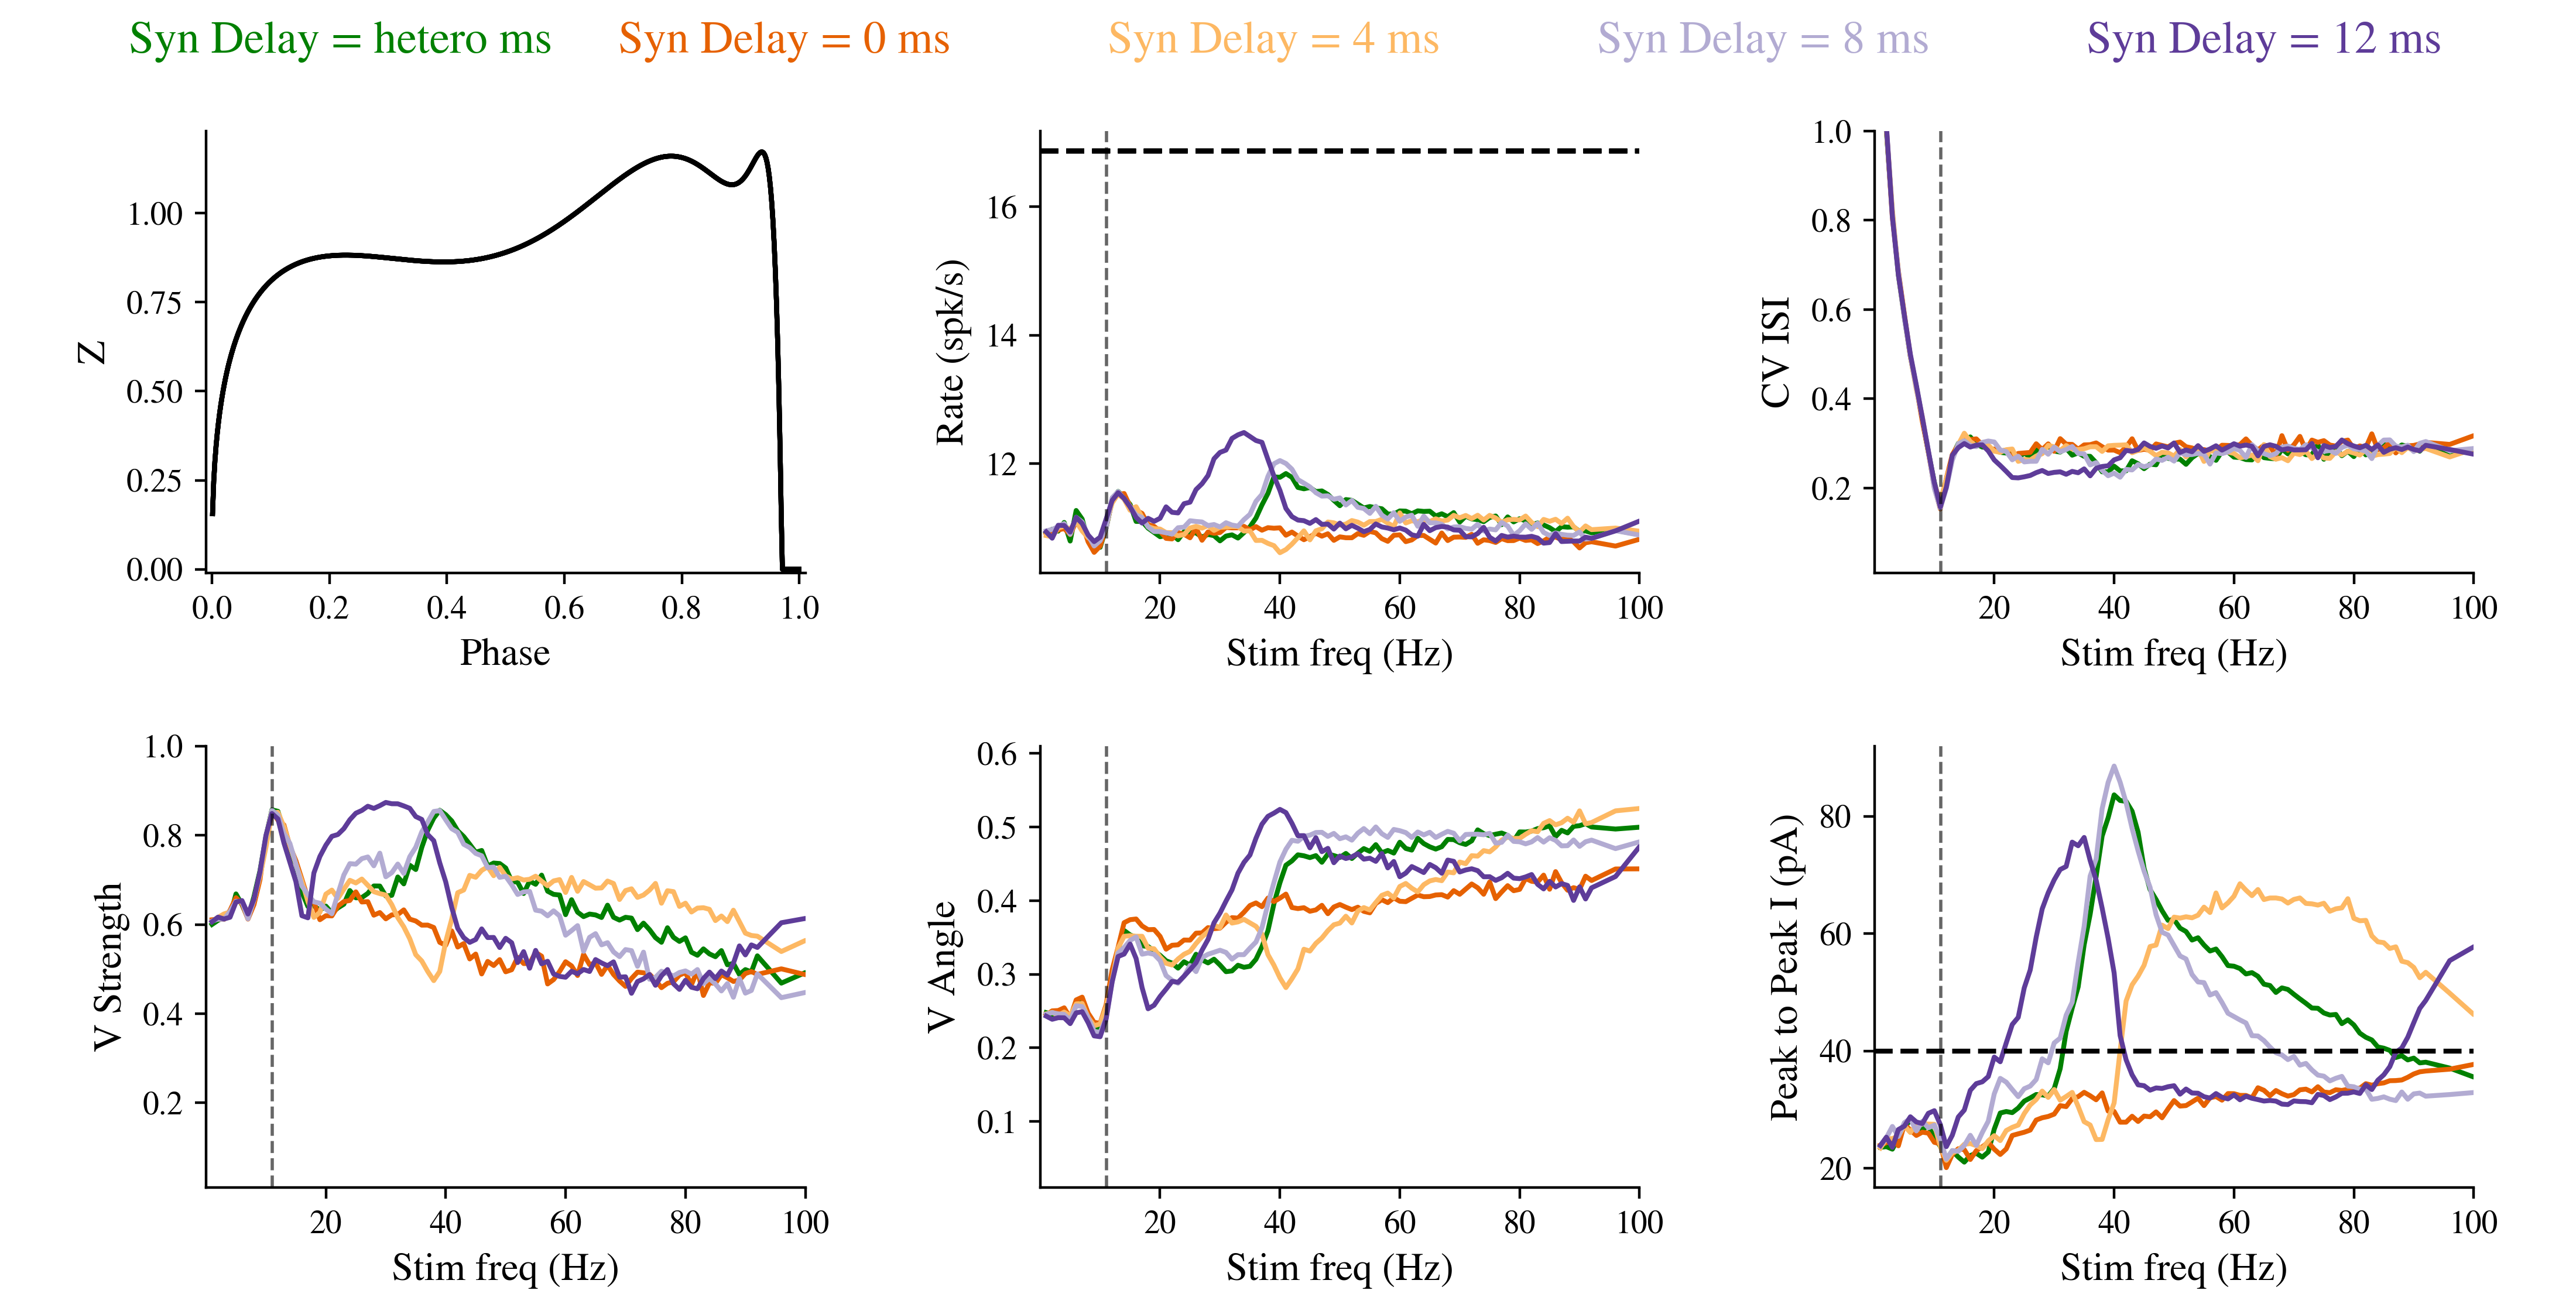 Syn Delay = hetero ms
Syn Delay = 0 ms
Syn Delay = 4 ms
Syn Delay = 8 ms
Syn Delay = 12 ms
Z
1.00
0.75
0.50
0.25
0.00
0.0 0.2 0.4 0.6 0.8 1.0
Phase
Rate (spk/s)
16
14
12
20 40 60 80 100
Stim freq (Hz)
CV ISI
1.0
0.8
0.6
0.4
0.2
20 40 60 80 100
Stim freq (Hz)
V Strength
1.0
0.8
0.6
0.4
0.2
20 40 60 80 100
Stim freq (Hz)
V Angle
0.6
0.5
0.4
0.3
0.2
0.1
20 40 60 80 100
Stim freq (Hz)
Peak to Peak I (pA)
80
60
40
20
20 40 60 80 100
Stim freq (Hz)